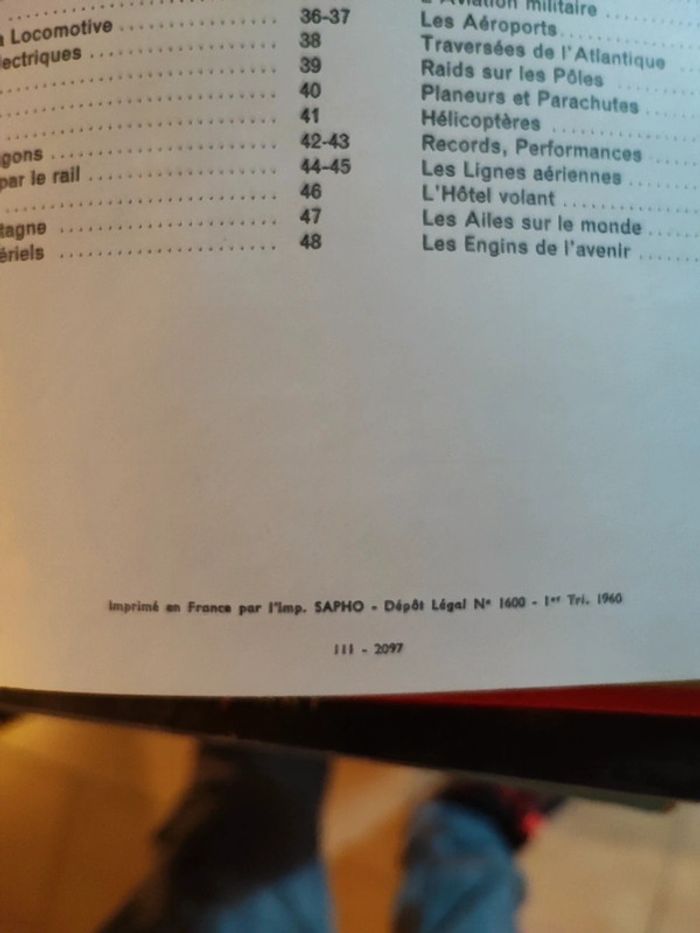 Locomotive .......... 36-37
lectriques .......... 38
.......... 39
.......... 40
.......... 41
gons .......... 42-43
par le rail .......... 44-45
.......... 46
tagne .......... 47
ériels .......... 48
L'Aviation militaire ..........
Les Aéroports ..........
Traversées de l'Atlantique ..........
Raids sur les Pôles ..........
Planeurs et Parachutes ..........
Hélicoptères ..........
Records, Performances ..........
Les Lignes aériennes ..........
L'Hôtel volant ..........
Les Ailes sur le monde ..........
Les Engins de l'avenir ..........
Imprimé en France par l'Imp. SAPHO - Dépôt Légal N° 1600 - 1er Tri. 1960
111 - 2097